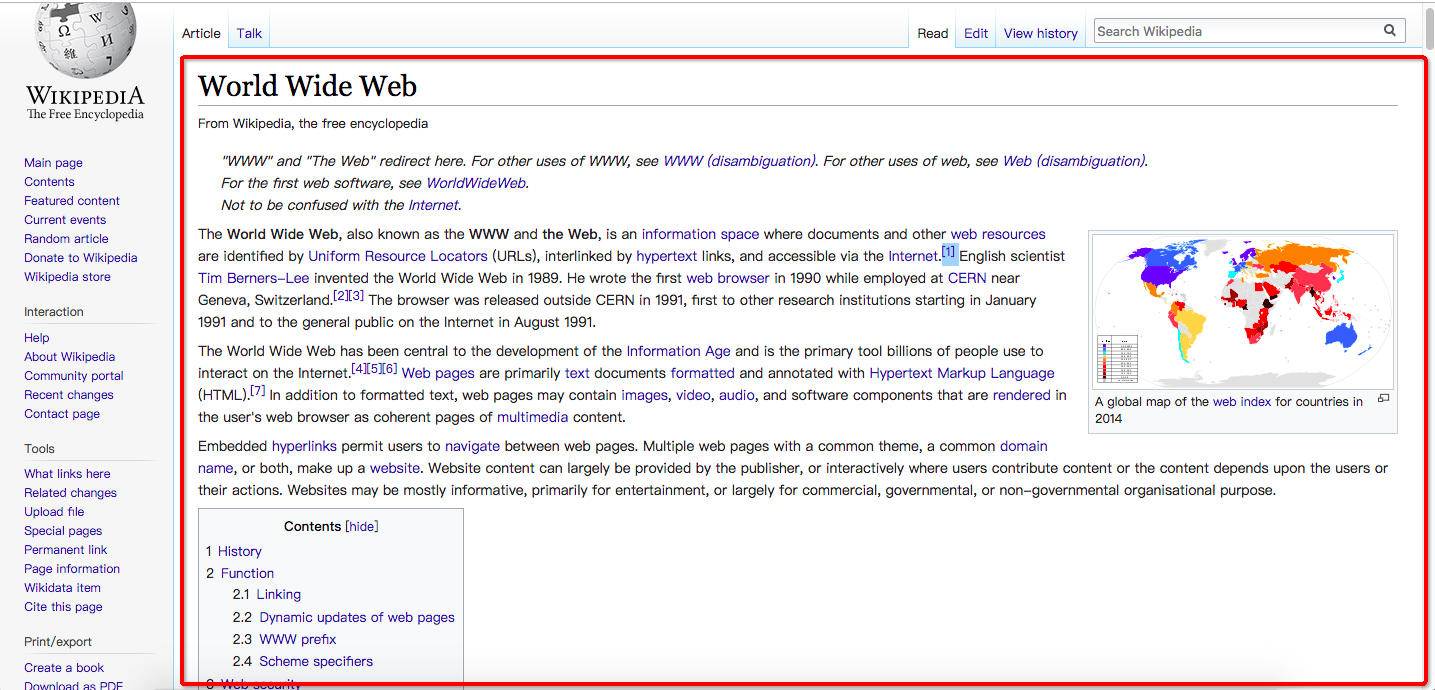 Ω W
維 И
7
WIKIPEDIA
The Free Encyclopedia
Main page
Contents
Featured content
Current events
Random article
Donate to Wikipedia
Wikipedia store
Interaction
Help
About Wikipedia
Community portal
Recent changes
Contact page
Tools
What links here
Related changes
Upload file
Special pages
Permanent link
Page information
Wikidata item
Cite this page
Print/export
Create a book
Download as PDF
Article Talk
Read Edit View history
Search Wikipedia
World Wide Web
From Wikipedia, the free encyclopedia
"WWW" and "The Web" redirect here. For other uses of WWW, see WWW (disambiguation). For other uses of web, see Web (disambiguation).
For the first web software, see WorldWideWeb.
Not to be confused with the Internet.
The World Wide Web, also known as the WWW and the Web, is an information space where documents and other web resources
are identified by Uniform Resource Locators (URLs), interlinked by hypertext links, and accessible via the Internet.[1] English scientist
Tim Berners-Lee invented the World Wide Web in 1989. He wrote the first web browser in 1990 while employed at CERN near
Geneva, Switzerland.[2][3] The browser was released outside CERN in 1991, first to other research institutions starting in January
1991 and to the general public on the Internet in August 1991.
The World Wide Web has been central to the development of the Information Age and is the primary tool billions of people use to
interact on the Internet.[4][5][6] Web pages are primarily text documents formatted and annotated with Hypertext Markup Language
(HTML).[7] In addition to formatted text, web pages may contain images, video, audio, and software components that are rendered in
the user's web browser as coherent pages of multimedia content.
A global map of the web index for countries in
2014
Embedded hyperlinks permit users to navigate between web pages. Multiple web pages with a common theme, a common domain
name, or both, make up a website. Website content can largely be provided by the publisher, or interactively where users contribute content or the content depends upon the users or
their actions. Websites may be mostly informative, primarily for entertainment, or largely for commercial, governmental, or non-governmental organisational purpose.
Contents [hide]
1 History
2 Function
2.1 Linking
2.2 Dynamic updates of web pages
2.3 WWW prefix
2.4 Scheme specifiers
3 Web security